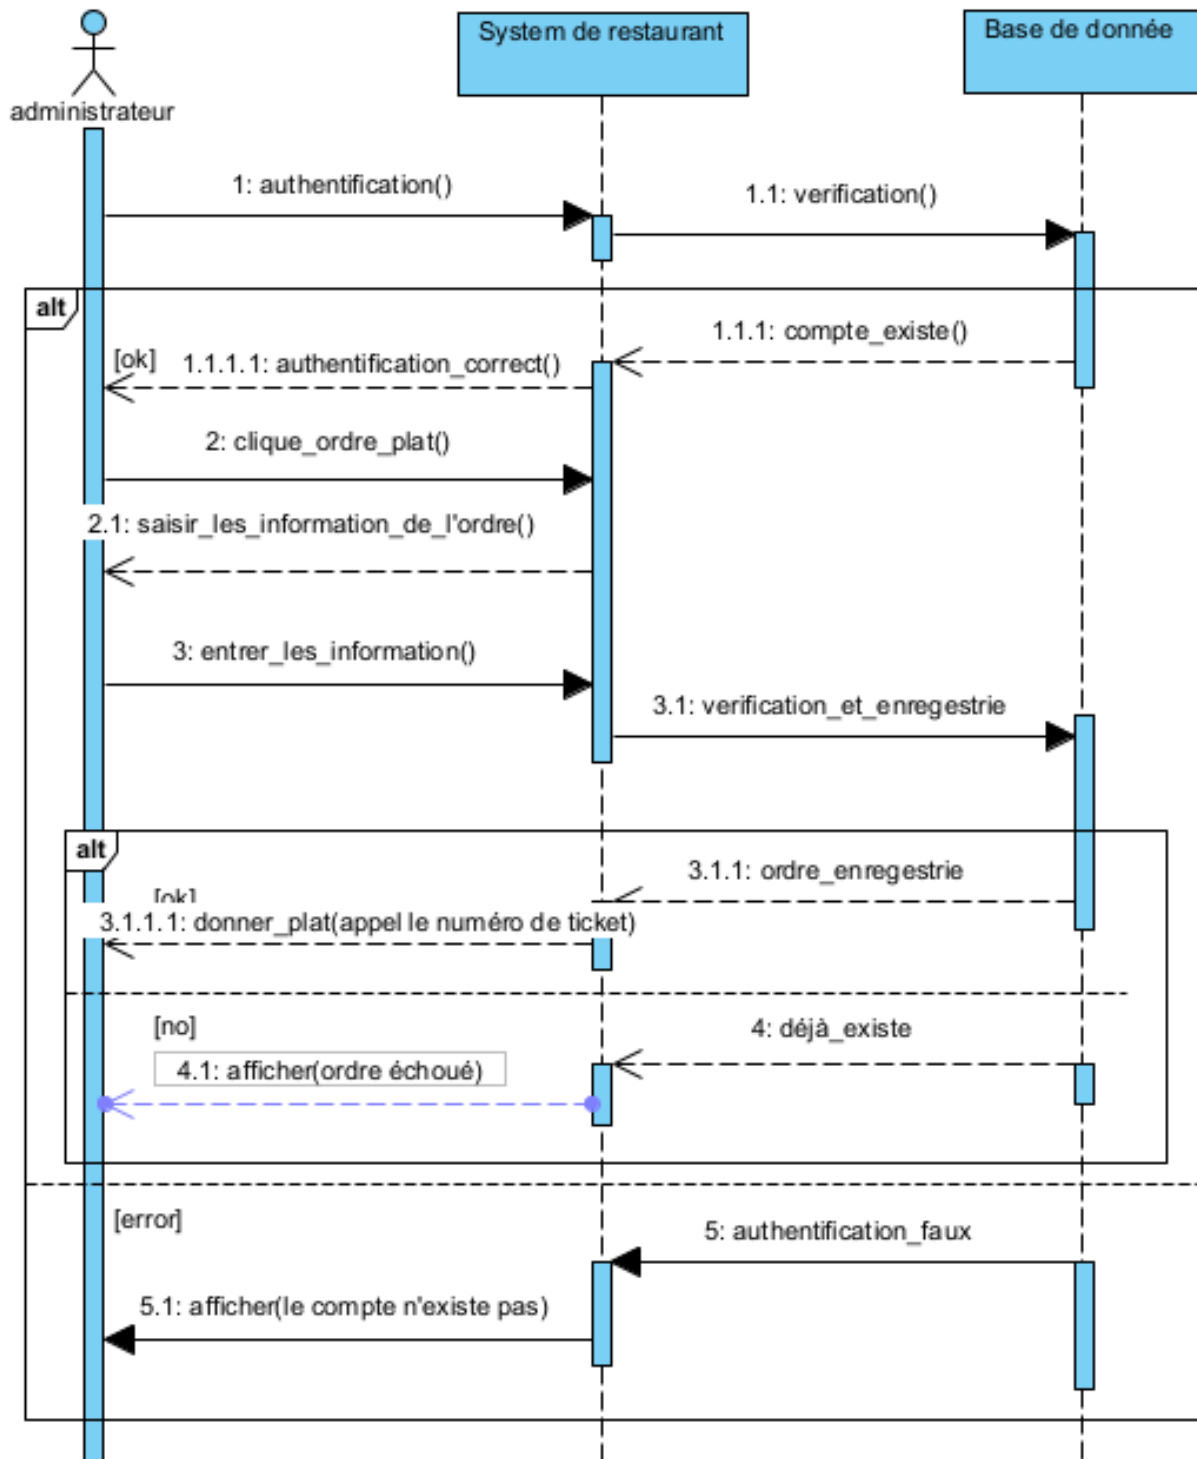 System de restaurant
Base de donnée
administrateur
1: authentification()
1.1: verification()
alt
1.1.1: compte_existe()
[ok]
1.1.1.1: authentification_correct()
2: clique_ordre_plat()
2.1: saisir_les_information_de_l'ordre()
3: entrer_les_information()
3.1: verification_et_enregestrie
alt
3.1.1: ordre_enregestrie
[ok]
3.1.1.1: donner_plat(appel le numéro de ticket)
[no]
4: déjà_existe
4.1: afficher(ordre échoué)
[error]
5: authentification_faux
5.1: afficher(le compte n'existe pas)